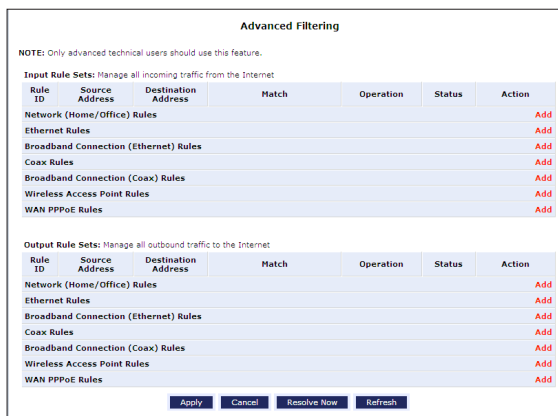 Advanced Filtering
NOTE: Only advanced technical users should use this feature.
Input Rule Sets: Manage all incoming traffic from the Internet
Rule ID Source Address Destination Address Match Operation Status Action
Network (Home/Office) Rules Add
Ethernet Rules Add
Broadband Connection (Ethernet) Rules Add
Coax Rules Add
Broadband Connection (Coax) Rules Add
Wireless Access Point Rules Add
WAN PPPoE Rules Add
Output Rule Sets: Manage all outbound traffic to the Internet
Rule ID Source Address Destination Address Match Operation Status Action
Network (Home/Office) Rules Add
Ethernet Rules Add
Broadband Connection (Ethernet) Rules Add
Coax Rules Add
Broadband Connection (Coax) Rules Add
Wireless Access Point Rules Add
WAN PPPoE Rules Add
Apply Cancel Resolve Now Refresh